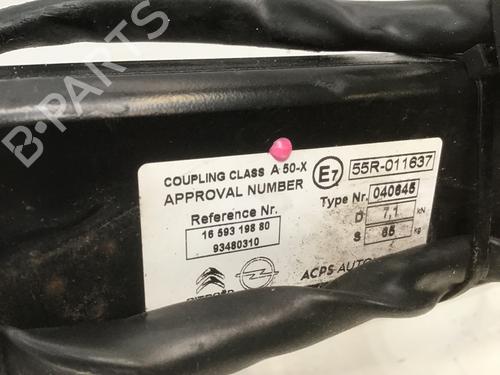 B-PARTS
COUPLING CLASS A 50-X
APPROVAL NUMBER
E7
55R-011637
Reference Nr.
Type Nr. 040645
16 593 198 80
93480310
D 7,1 kN
S 65 kg
ACPS AUTO